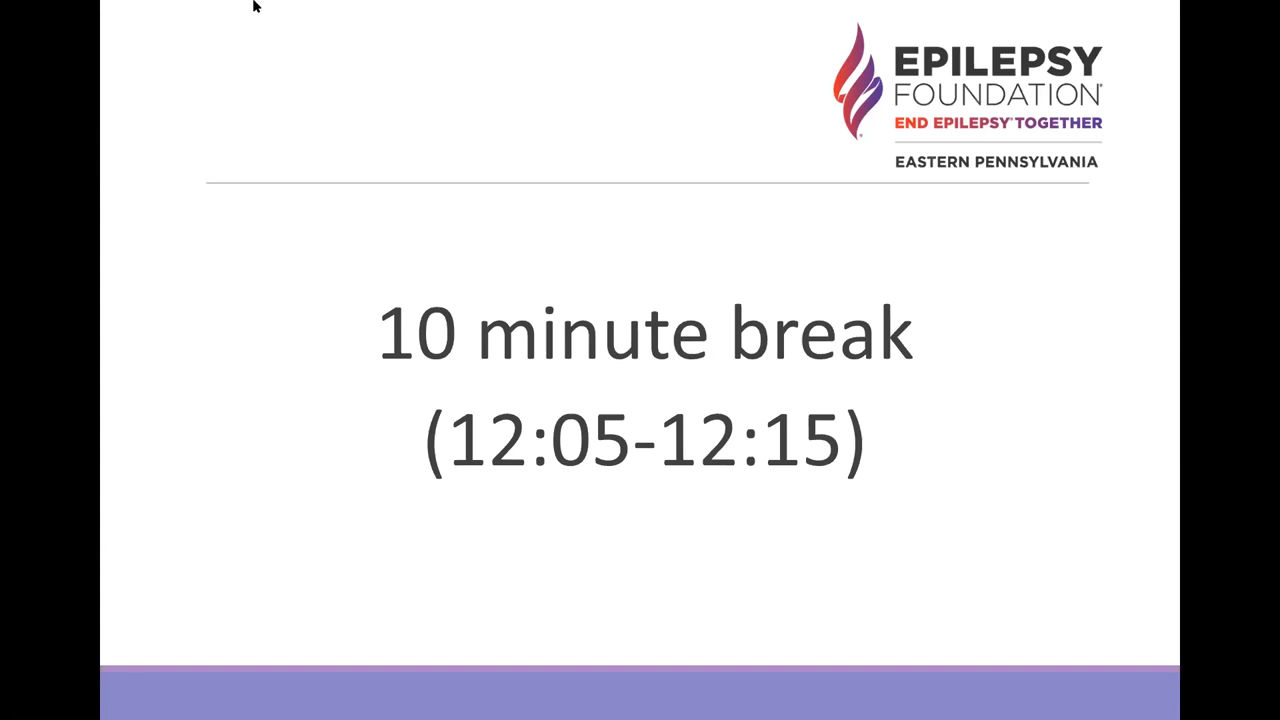 EPILEPSY
FOUNDATION®
END EPILEPSY® TOGETHER
EASTERN PENNSYLVANIA
10 minute break
(12:05-12:15)